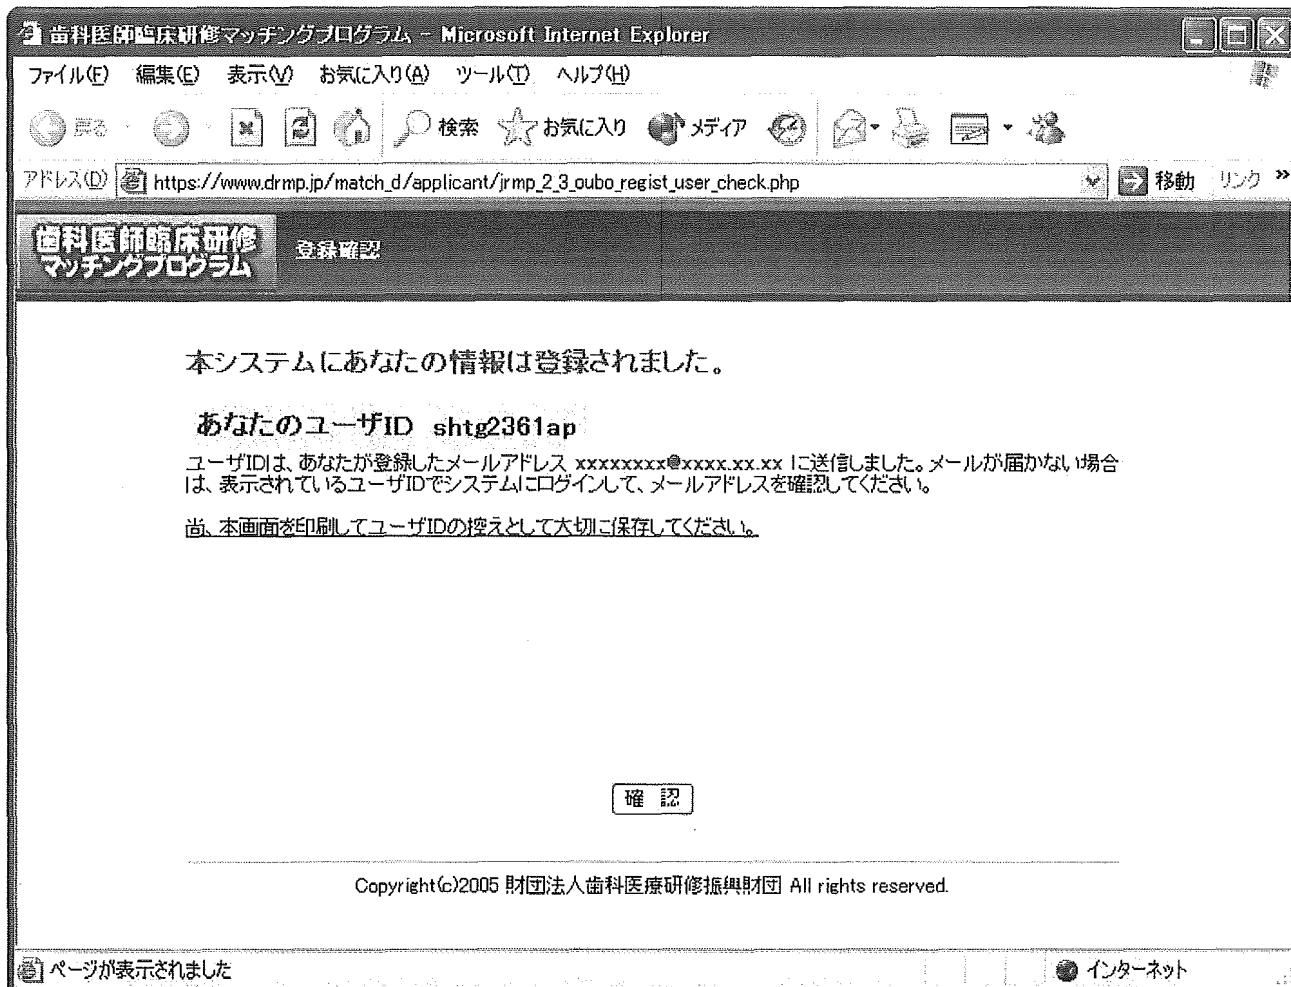 歯科医師臨床研修マッチングプログラム - Microsoft Internet Explorer
ファイル(F) 編集(E) 表示(V) お気に入り(A) ツール(T) ヘルプ(H)
戻る 検索 お気に入り メディア
アドレス(D) https://www.drmp.jp/match_d/applicant/jrmp_2_3_oubo_regist_user_check.php 移動 リンク »
歯科医師臨床研修
マッチングプログラム
登録確認
本システムにあなたの情報は登録されました。
あなたのユーザID shtg2361ap
ユーザIDは、あなたが登録したメールアドレス xxxxxxxx@xxxx.xx.xx に送信しました。メールが届かない場合
は、表示されているユーザIDでシステムにログインして、メールアドレスを確認してください。
尚、本画面を印刷してユーザIDの控えとして大切に保存してください。
確 認
Copyright(c)2005 財団法人歯科医療研修振興財団 All rights reserved.
ページが表示されました インターネット